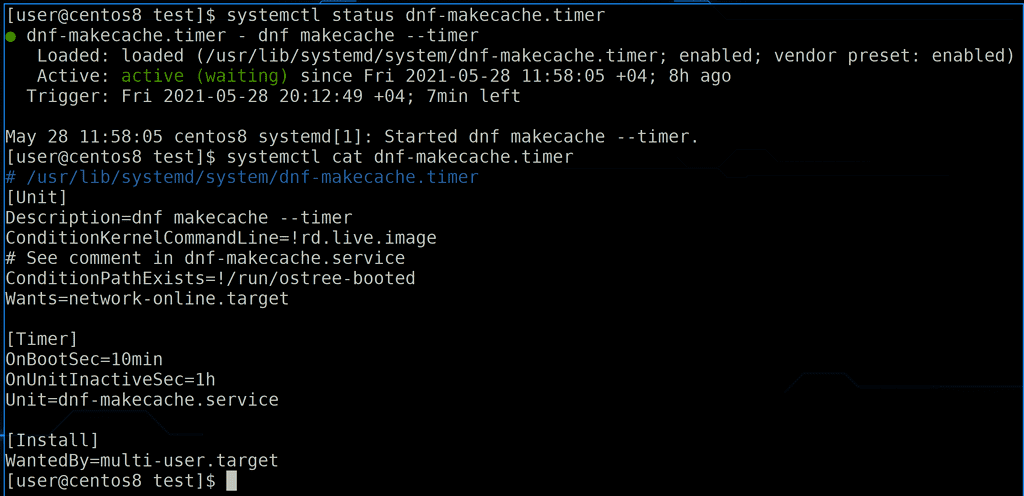 [user@centos8 test]$ systemctl status dnf-makecache.timer
● dnf-makecache.timer - dnf makecache --timer
   Loaded: loaded (/usr/lib/systemd/system/dnf-makecache.timer; enabled; vendor preset: enabled)
   Active: active (waiting) since Fri 2021-05-28 11:58:05 +04; 8h ago
  Trigger: Fri 2021-05-28 20:12:49 +04; 7min left

May 28 11:58:05 centos8 systemd[1]: Started dnf makecache --timer.
[user@centos8 test]$ systemctl cat dnf-makecache.timer
# /usr/lib/systemd/system/dnf-makecache.timer
[Unit]
Description=dnf makecache --timer
ConditionKernelCommandLine=!rd.live.image
# See comment in dnf-makecache.service
ConditionPathExists=!/run/ostree-booted
Wants=network-online.target

[Timer]
OnBootSec=10min
OnUnitInactiveSec=1h
Unit=dnf-makecache.service

[Install]
WantedBy=multi-user.target
[user@centos8 test]$